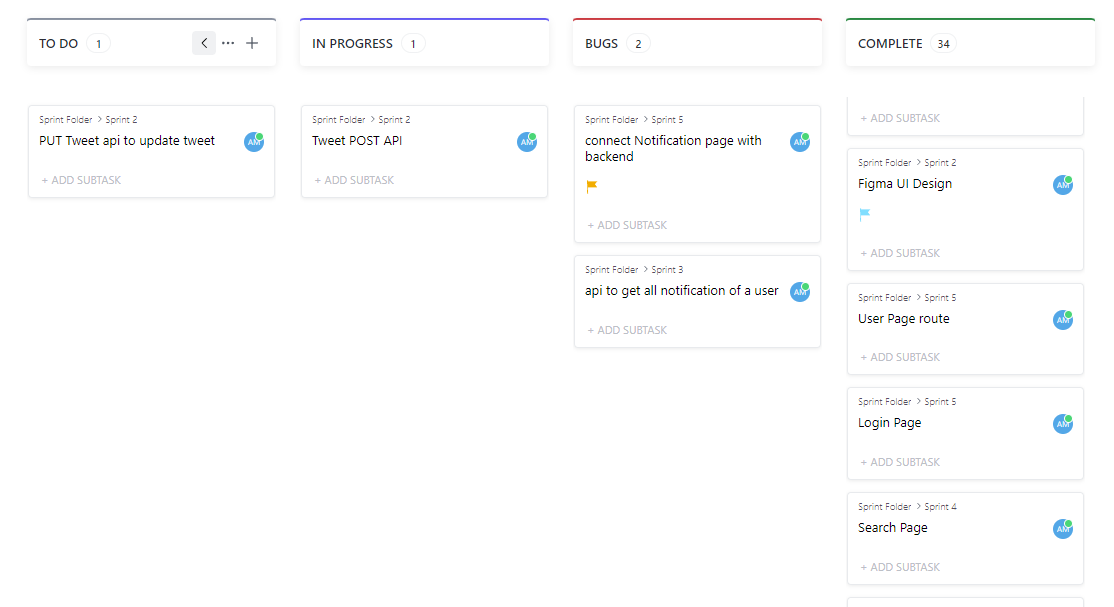 TO DO 1
Sprint Folder > Sprint 2
PUT Tweet api to update tweet
AM
+ ADD SUBTASK
IN PROGRESS 1
Sprint Folder > Sprint 2
Tweet POST API
AM
+ ADD SUBTASK
BUGS 2
Sprint Folder > Sprint 5
connect Notification page with
backend
AM
+ ADD SUBTASK
Sprint Folder > Sprint 3
api to get all notification of a user
AM
+ ADD SUBTASK
COMPLETE 34
+ ADD SUBTASK
Sprint Folder > Sprint 2
Figma UI Design
AM
+ ADD SUBTASK
Sprint Folder > Sprint 5
User Page route
AM
+ ADD SUBTASK
Sprint Folder > Sprint 5
Login Page
AM
+ ADD SUBTASK
Sprint Folder > Sprint 4
Search Page
AM
+ ADD SUBTASK